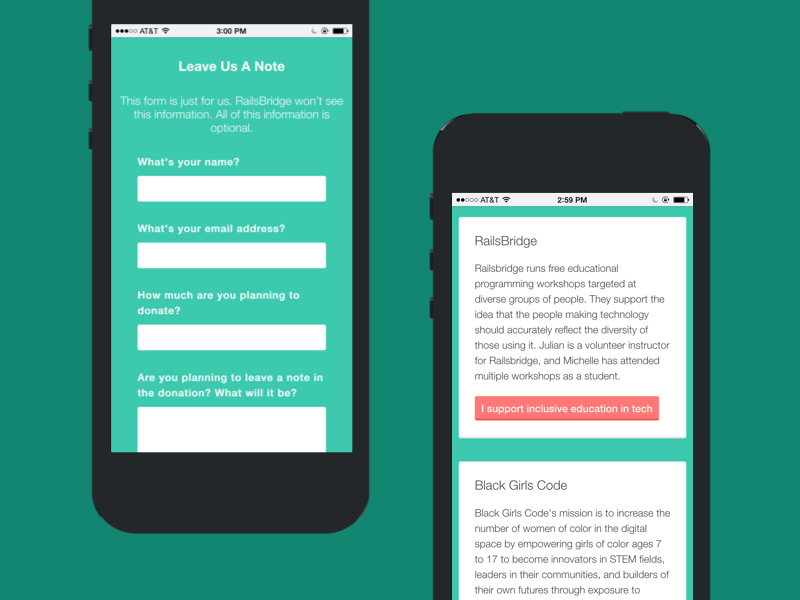 AT&T
3:00 PM
Leave Us A Note
This form is just for us. RailsBridge won't see
this information. All of this information is
optional.
What's your name?
What's your email address?
How much are you planning to
donate?
Are you planning to leave a note in
the donation? What will it be?
AT&T
2:59 PM
RailsBridge
Railsbridge runs free educational
programming workshops targeted at
diverse groups of people. They support the
idea that the people making technology
should accurately reflect the diversity of
those using it. Julian is a volunteer instructor
for Railsbridge, and Michelle has attended
multiple workshops as a student.
I support inclusive education in tech
Black Girls Code
Black Girls Code's mission is to increase the
number of women of color in the digital
space by empowering girls of color ages 7
to 17 to become innovators in STEM fields,
leaders in their communities, and builders of
their own futures through exposure to